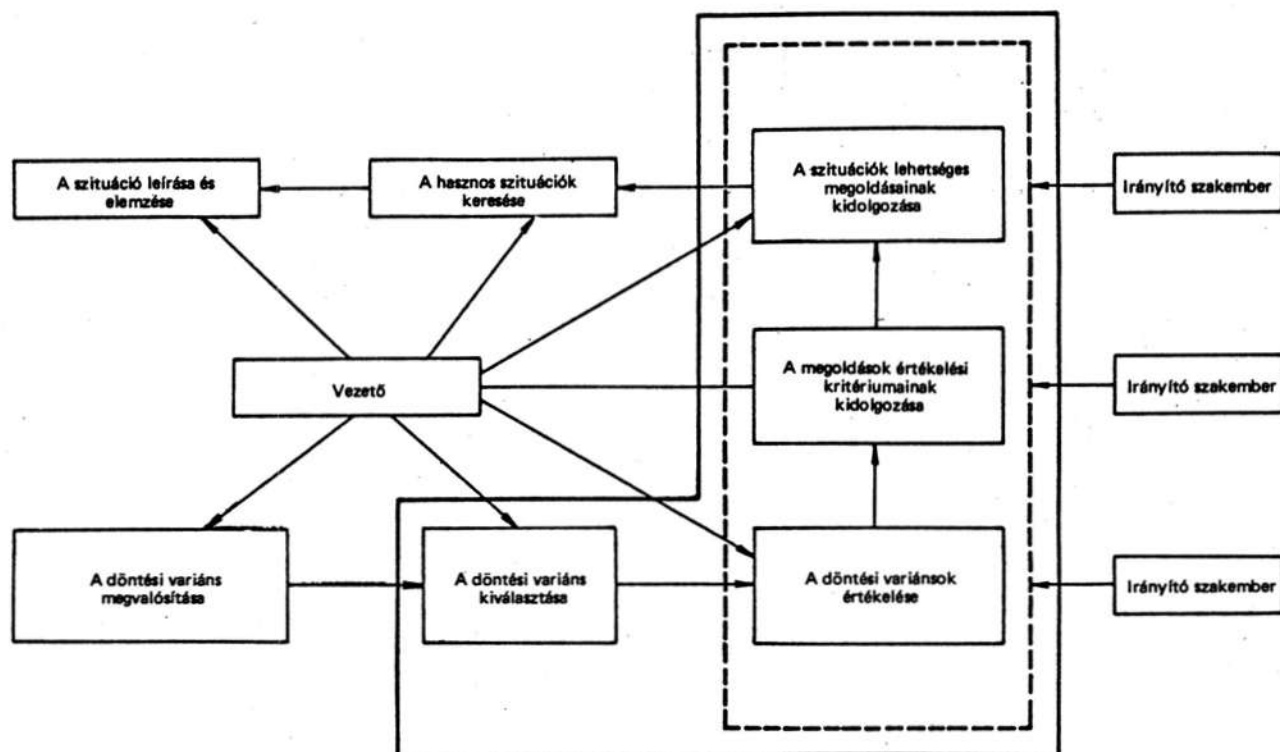 A szituáció leírása és
elemzése
A hasznos szituációk
keresése
A szituációk lehetséges
megoldásainak
kidolgozása
Irányító szakember
Vezető
A megoldások értékelési
kritériumainak
kidolgozása
Irányító szakember
A döntési variáns
megvalósítása
A döntési variáns
kiválasztása
A döntési variánsok
értékelése
Irányító szakember